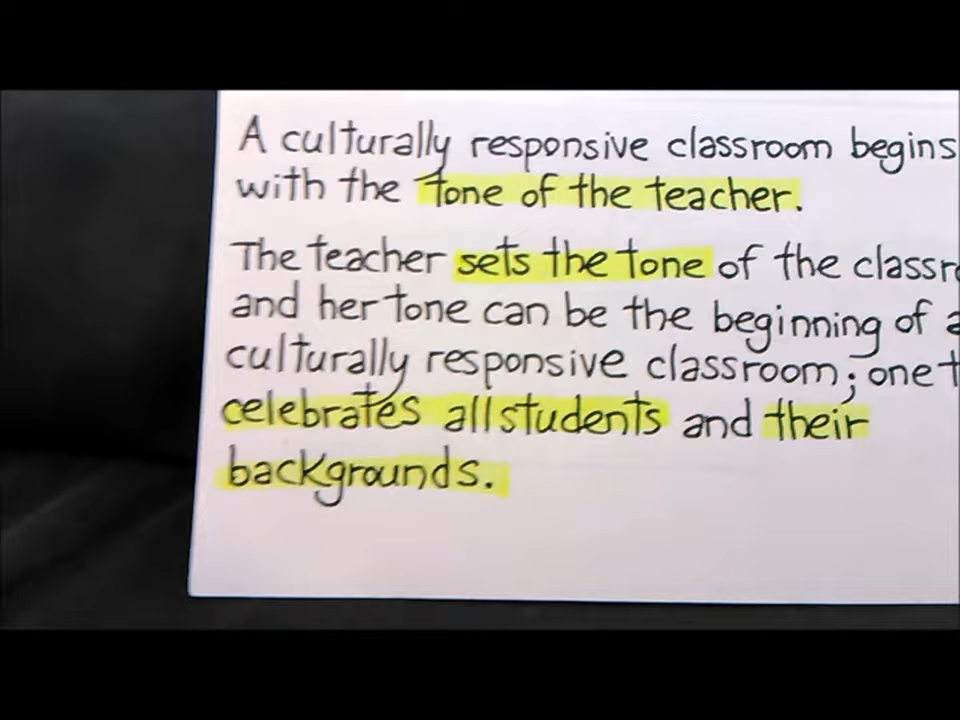 A culturally responsive classroom begins
with the tone of the teacher.
The teacher sets the tone of the
and her tone can be the beginning of
culturally responsive classroom; one
celebrates all students and their
backgrounds.